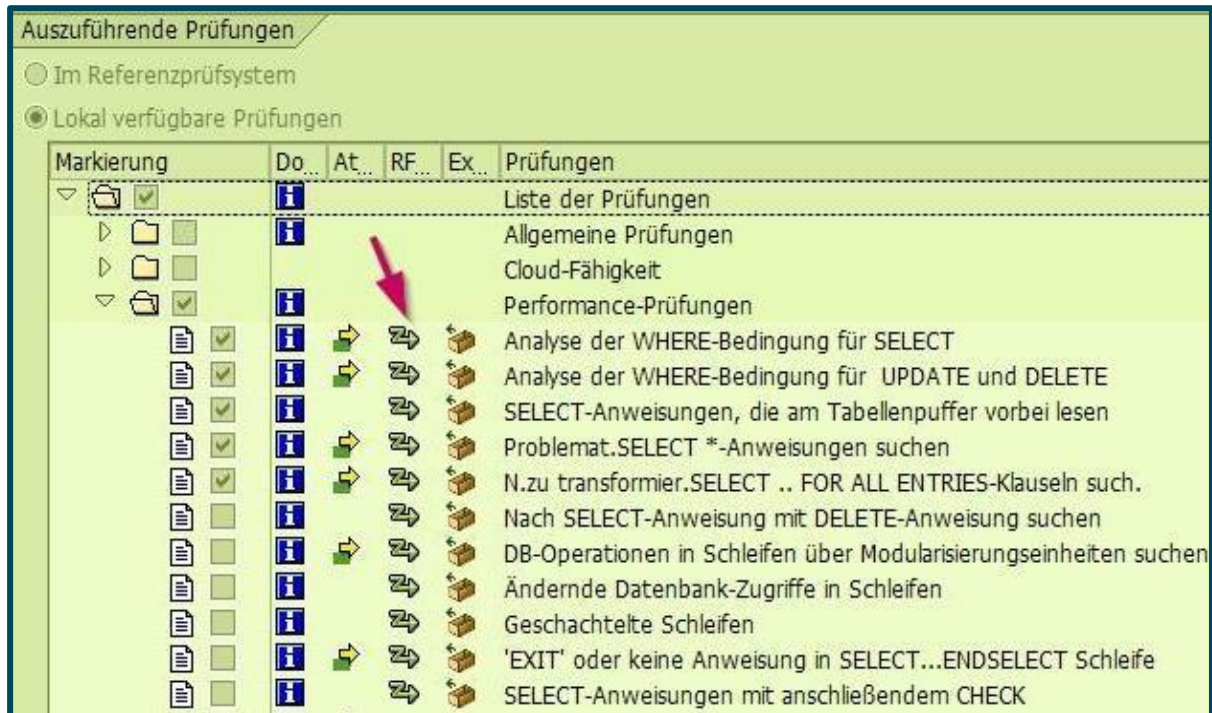 Auszuführende Prüfungen
Im Referenzprüfsystem
Lokal verfügbare Prüfungen
Markierung Do... At... RF... Ex... Prüfungen
Liste der Prüfungen
Allgemeine Prüfungen
Cloud-Fähigkeit
Performance-Prüfungen
Analyse der WHERE-Bedingung für SELECT
Analyse der WHERE-Bedingung für UPDATE und DELETE
SELECT-Anweisungen, die am Tabellenpuffer vorbei lesen
Problemat.SELECT *-Anweisungen suchen
N.zu transformier.SELECT .. FOR ALL ENTRIES-Klauseln such.
Nach SELECT-Anweisung mit DELETE-Anweisung suchen
DB-Operationen in Schleifen über Modularisierungseinheiten suchen
Ändernde Datenbank-Zugriffe in Schleifen
Geschachtelte Schleifen
'EXIT' oder keine Anweisung in SELECT...ENDSELECT Schleife
SELECT-Anweisungen mit anschließendem CHECK